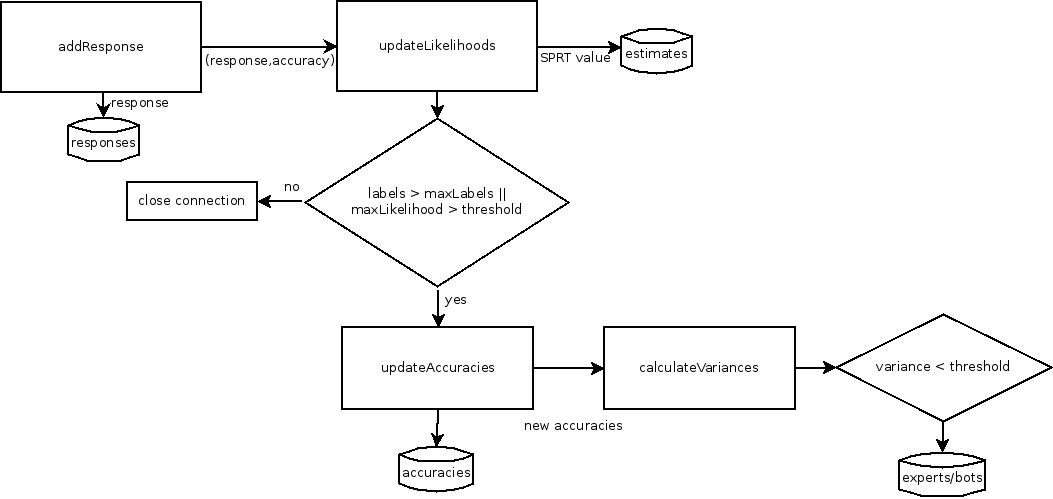 addResponse
(response,accuracy)
updateLikelihoods
SPRT value
estimates
response
responses
close connection
no
labels > maxLabels ||
maxLikelihood > threshold
yes
updateAccuracies
new accuracies
calculateVariances
variance < threshold
accuracies
experts/bots